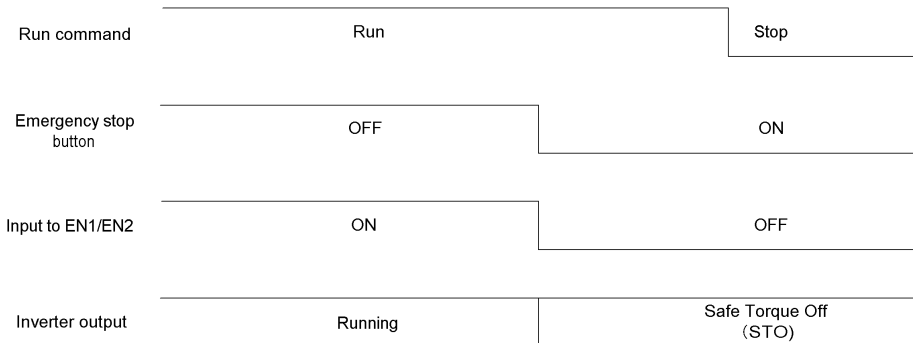 Run command
Run
Stop
Emergency stop
button
OFF
ON
Input to EN1/EN2
ON
OFF
Inverter output
Running
Safe Torque Off
(STO)